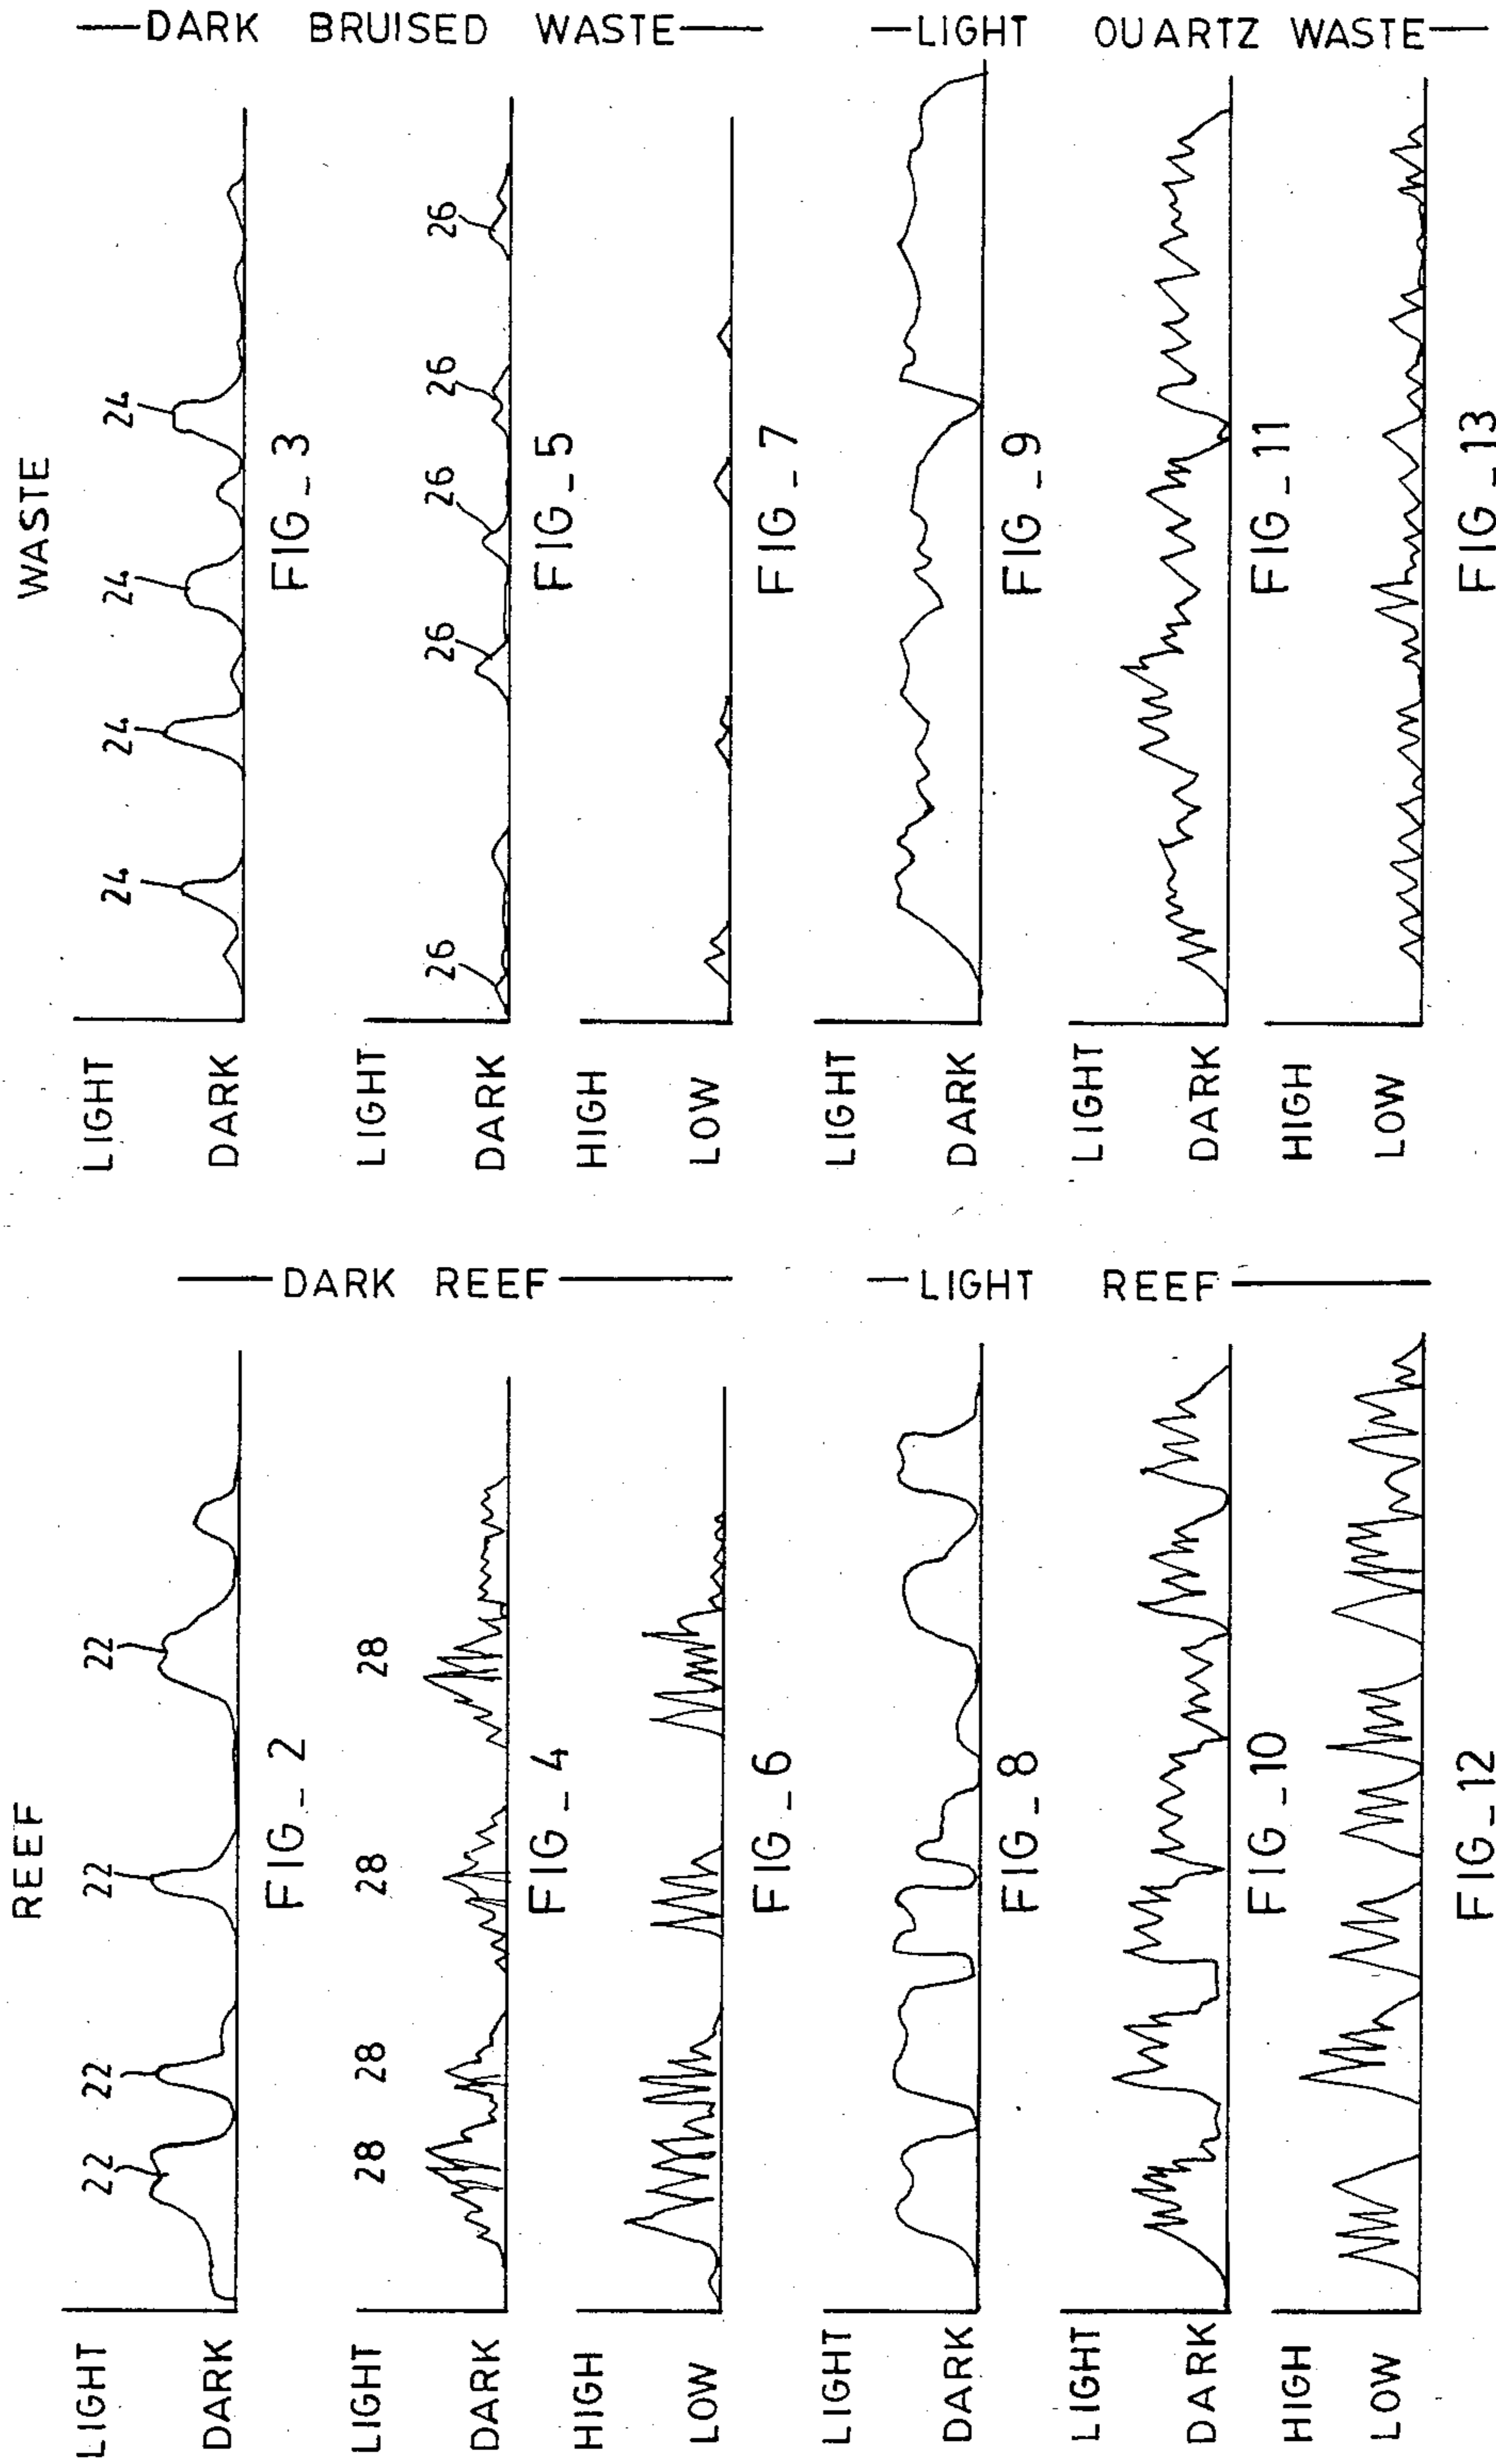 REEF
WASTE
LIGHT
22
22
22
22
DARK
FIG_2
LIGHT
24
24
24
24
DARK
FIG_3
DARK REEF
DARK BRUISED WASTE
LIGHT
28
28
28
28
DARK
FIG_4
LIGHT
26
26
26
26
26
DARK
FIG_5
HIGH
LOW
FIG_6
HIGH
LOW
FIG_7
LIGHT
DARK
FIG_8
LIGHT
DARK
FIG_9
LIGHT REEF
LIGHT QUARTZ WASTE
LIGHT
DARK
FIG_10
LIGHT
DARK
FIG_11
HIGH
LOW
FIG_12
HIGH
LOW
FIG_13